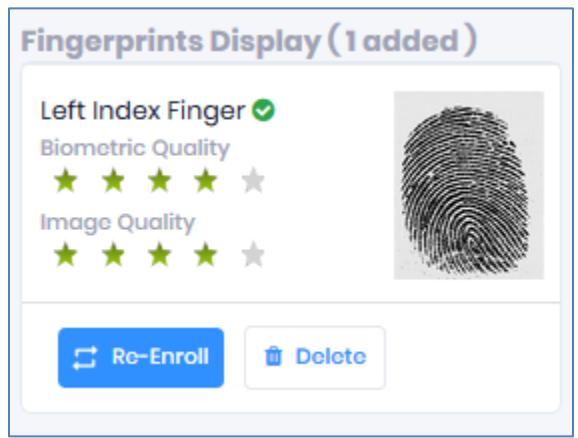 Fingerprints Display ( 1 added )
Left Index Finger
Biometric Quality
Image Quality
Re-Enroll
Delete